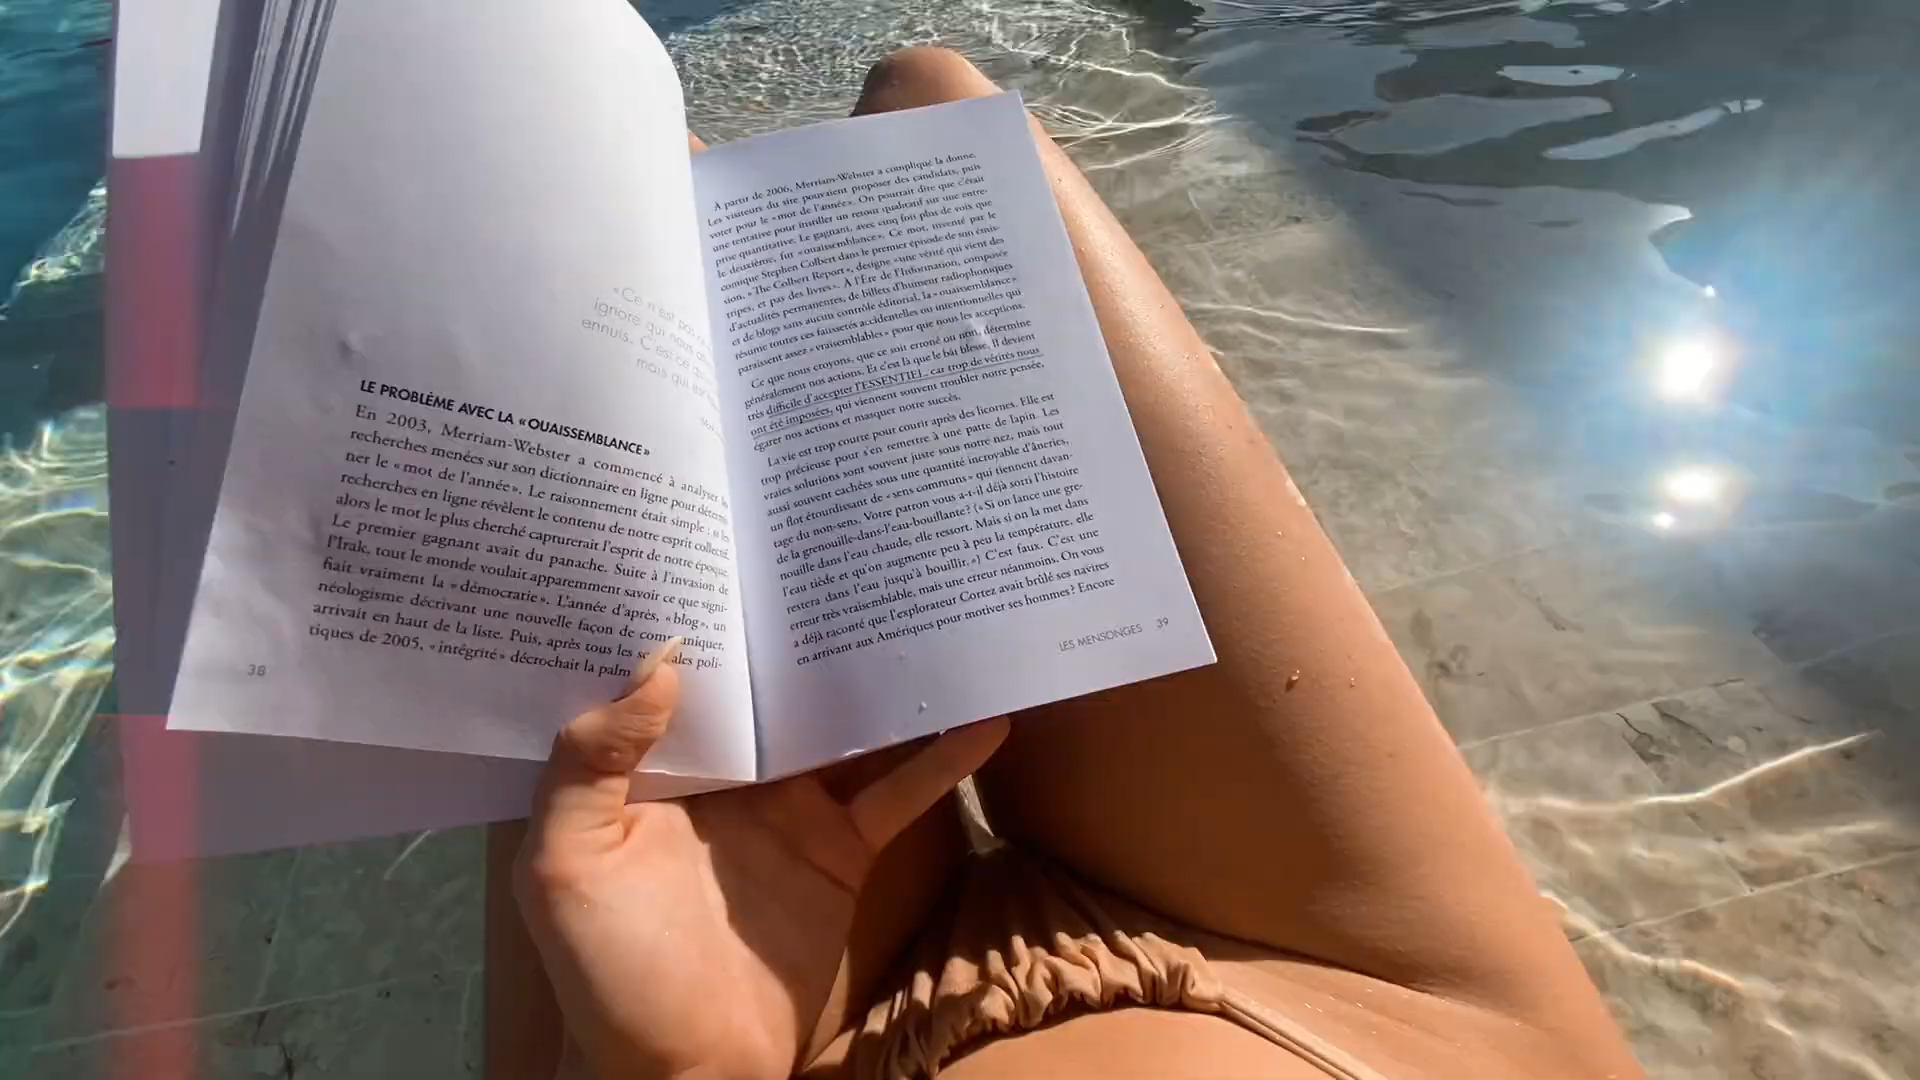 «Ce n'est pas
ignore qui nous
ennuis. C'est ce
mais qui est
LE PROBLÈME AVEC LA «OUAISSEMBLANCE»
En 2003, Merriam-Webster a commencé à analyser les
recherches menées sur son dictionnaire en ligne pour détermi-
ner le «mot de l'année». Le raisonnement était simple : si les
recherches en ligne révèlent le contenu de notre esprit collectif,
alors le mot le plus cherché capturerait l'esprit de notre époque.
Le premier gagnant avait du panache. Suite à l'invasion de
l'Irak, tout le monde voulait apparemment savoir ce que signi-
fiait vraiment la «démocratie». L'année d'après, «blog», un
néologisme décrivant une nouvelle façon de communiquer,
arrivait en haut de la liste. Puis, après tous les scandales poli-
tiques de 2005, «intégrité» décrochait la palm
38
À partir de 2006, Merriam-Webster a compliqué la donne.
Les visiteurs du site pouvaient proposer des candidats, puis
voter pour le «mot de l'année». On pourrait dire que c'était
une tentative pour instiller un retour qualitatif sur une entre-
prise quantitative. Le gagnant, avec cinq fois plus de voix que
le deuxième, fut «ouaissemblance». Ce mot, inventé par le
comique Stephen Colbert dans le premier épisode de son émis-
sion, «The Colbert Report», désigne «une vérité qui vient des
tripes, et pas des livres». À l'Ère de l'Information, composée
d'actualités permanentes, de billets d'humeur radiophoniques
et de blogs sans aucun contrôle éditorial, la «ouaissemblance»
résume toutes ces faussetés accidentelles ou intentionnelles qui
paraissent assez «vraisemblables» pour que nous les acceptions.
Ce que nous croyons, que ce soit erroné ou non, détermine
généralement nos actions. Et c'est là que le bât blesse. Il devient
très difficile d'accepter l'ESSENTIEL, car trop de vérités nous
ont été imposées, qui viennent souvent troubler notre pensée,
égarer nos actions et masquer notre succès.
La vie est trop courte pour courir après des licornes. Elle est
trop précieuse pour s'en remettre à une patte de lapin. Les
vraies solutions sont souvent juste sous notre nez, mais tout
aussi souvent cachées sous une quantité incroyable d'âneries,
un flot étourdissant de «sens communs» qui tiennent davan-
tage du non-sens. Votre patron vous a-t-il déjà sorti l'histoire
de la grenouille-dans-l'eau-bouillante? («Si on lance une gre-
nouille dans l'eau chaude, elle ressort. Mais si on la met dans
l'eau tiède et qu'on augmente peu à peu la température, elle
restera dans l'eau jusqu'à bouillir.») C'est faux. C'est une
erreur très vraisemblable, mais une erreur néanmoins. On vous
a déjà raconté que l'explorateur Cortez avait brûlé ses navires
en arrivant aux Amériques pour motiver ses hommes? Encore
LES MENSONGES 39